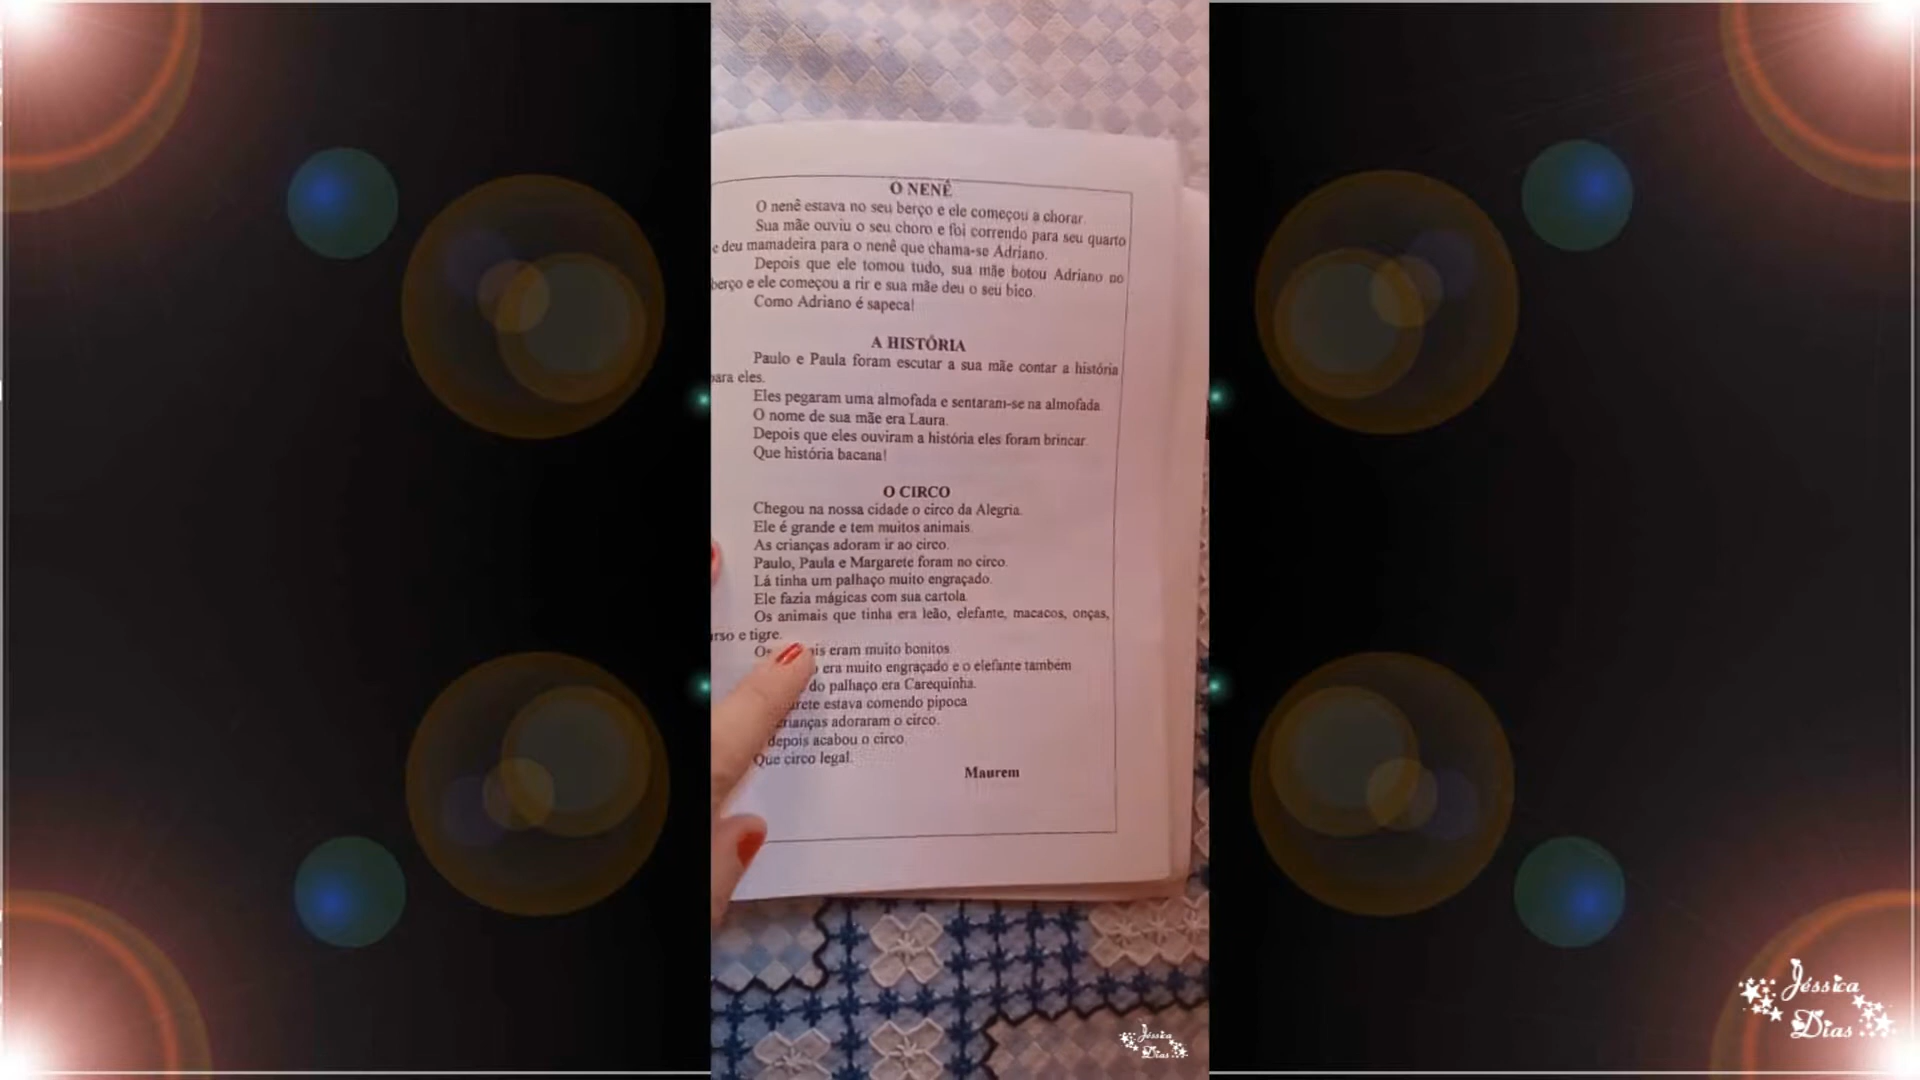 O NENÊ
O nenê estava no seu berço e ele começou a chorar.
Sua mãe ouviu o seu choro e foi correndo para seu quarto
e deu mamadeira para o nenê que chama-se Adriano.
Depois que ele tomou tudo, sua mãe botou Adriano no
berço e ele começou a rir e sua mãe deu o seu bico.
Como Adriano é sapeca!
A HISTÓRIA
Paulo e Paula foram escutar a sua mãe contar a história
para eles.
Eles pegaram uma almofada e sentaram-se na almofada
O nome de sua mãe era Laura.
Depois que eles ouviram a história eles foram brincar.
Que história bacana!
O CIRCO
Chegou na nossa cidade o circo da Alegria.
Ele é grande e tem muitos animais.
As crianças adoram ir ao circo.
Paulo, Paula e Margarete foram no circo.
Lá tinha um palhaço muito engraçado.
Ele fazia mágicas com sua cartola.
Os animais que tinha era leão, elefante, macacos, onças,
e tigre.
eram muito bonitos.
era muito engraçado e o elefante também
do palhaço era Carequinha.
estava comendo pipoca
crianças adoraram o circo.
depois acabou o circo.
Que circo legal.
Maurem
Jéssica
Dias
Jéssica
Dias